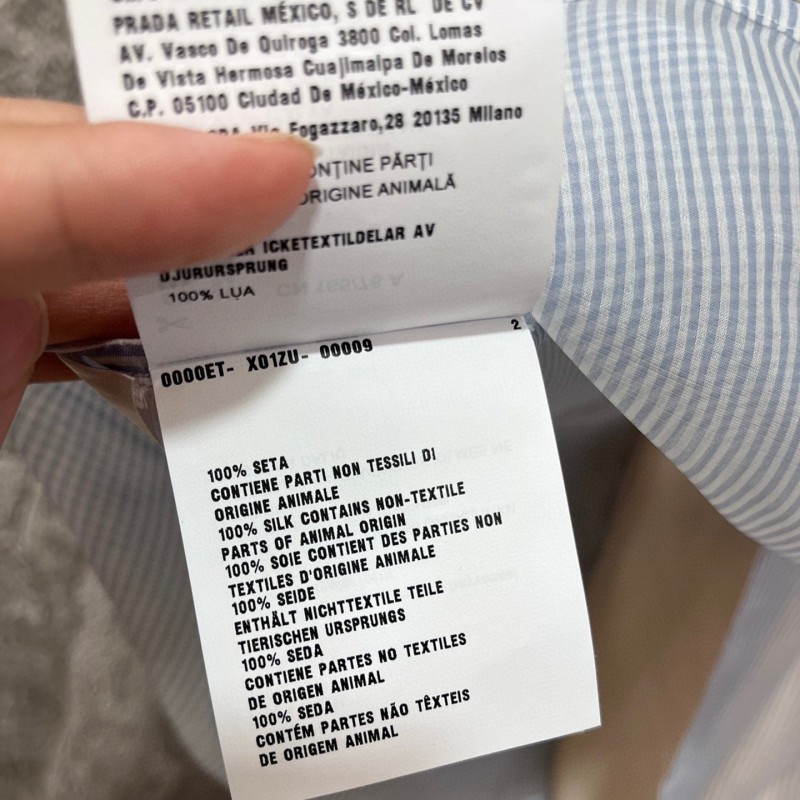 PRADA RETAIL MÉXICO, S DE RL DE CV
AV. Vasco De Quiroga 3800 Col. Lomas
De Vista Hermosa Cuajimalpa De Morelos
C.P. 05100 Ciudad De México-México
Fogazzaro,28 20135 Milano
PĂRȚI
ORIGINE ANIMALĂ
ICKETEXTILDELAR AV
DJURURSPRUNG
100% LỤA
2
0000ET- X01ZU- 00009
100% SETA
CONTIENE PARTI NON TESSILI DI
ORIGINE ANIMALE
100% SILK CONTAINS NON-TEXTILE
PARTS OF ANIMAL ORIGIN
100% SOIE CONTIENT DES PARTIES NON
TEXTILES D'ORIGINE ANIMALE
100% SEIDE
ENTHÄLT NICHTTEXTILE TEILE
TIERISCHEN URSPRUNGS
100% SEDA
CONTIENE PARTES NO TEXTILES
DE ORIGEN ANIMAL
100% SEDA
CONTÉM PARTES NÃO TÊXTEIS
DE ORIGEM ANIMAL